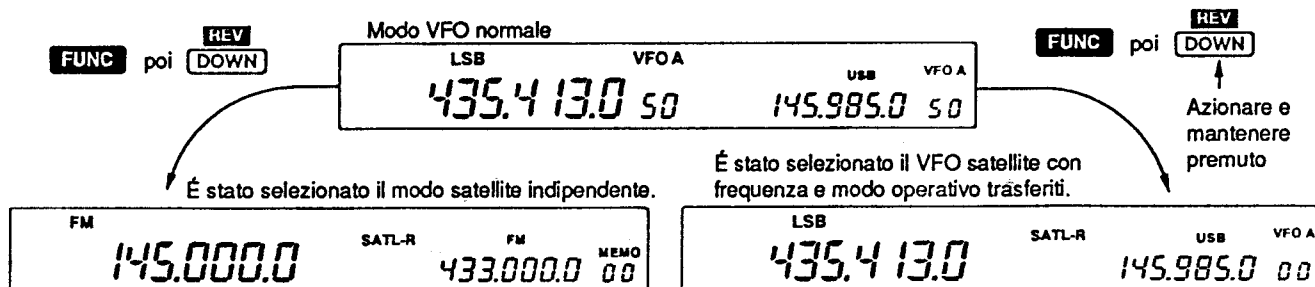 Modo VFO normale
REV
FUNC poi DOWN
LSB VFO A USB VFO A
435.413.0 50 145.985.0 50
REV
FUNC poi DOWN
Azionare e
mantenere
premuto
É stato selezionato il modo satellite indipendente.
FM SATL-R FM MEMO
145.000.0 433.000.0 00
É stato selezionato il VFO satellite con
frequenza e modo operativo trasferiti.
LSB SATL-R USB VFO A
435.413.0 145.985.0 00